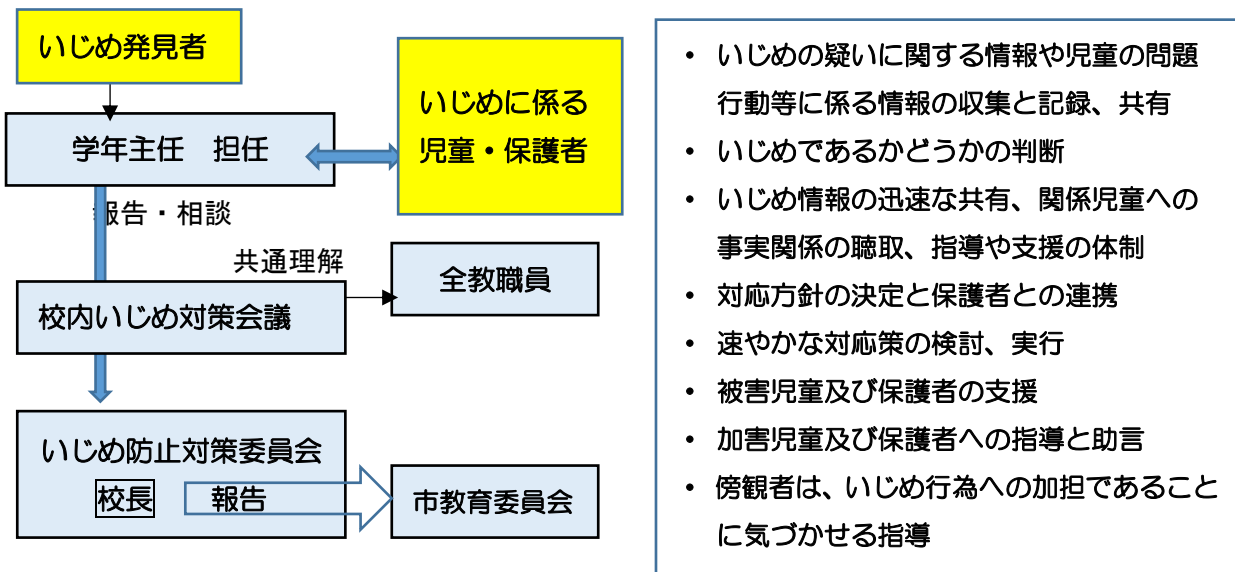 いじめ発見者
学年主任　担任
いじめに係る
児童・保護者
報告・相談
共通理解
全教職員
校内いじめ対策会議
いじめ防止対策委員会
校長　報告
市教育委員会
・ いじめの疑いに関する情報や児童の問題
行動等に係る情報の収集と記録、共有
・ いじめであるかどうかの判断
・ いじめ情報の迅速な共有、関係児童への
事実関係の聴取、指導や支援の体制
・ 対応方針の決定と保護者との連携
・ 速やかな対応策の検討、実行
・ 被害児童及び保護者の支援
・ 加害児童及び保護者への指導と助言
・ 傍観者は、いじめ行為への加担であること
に気づかせる指導